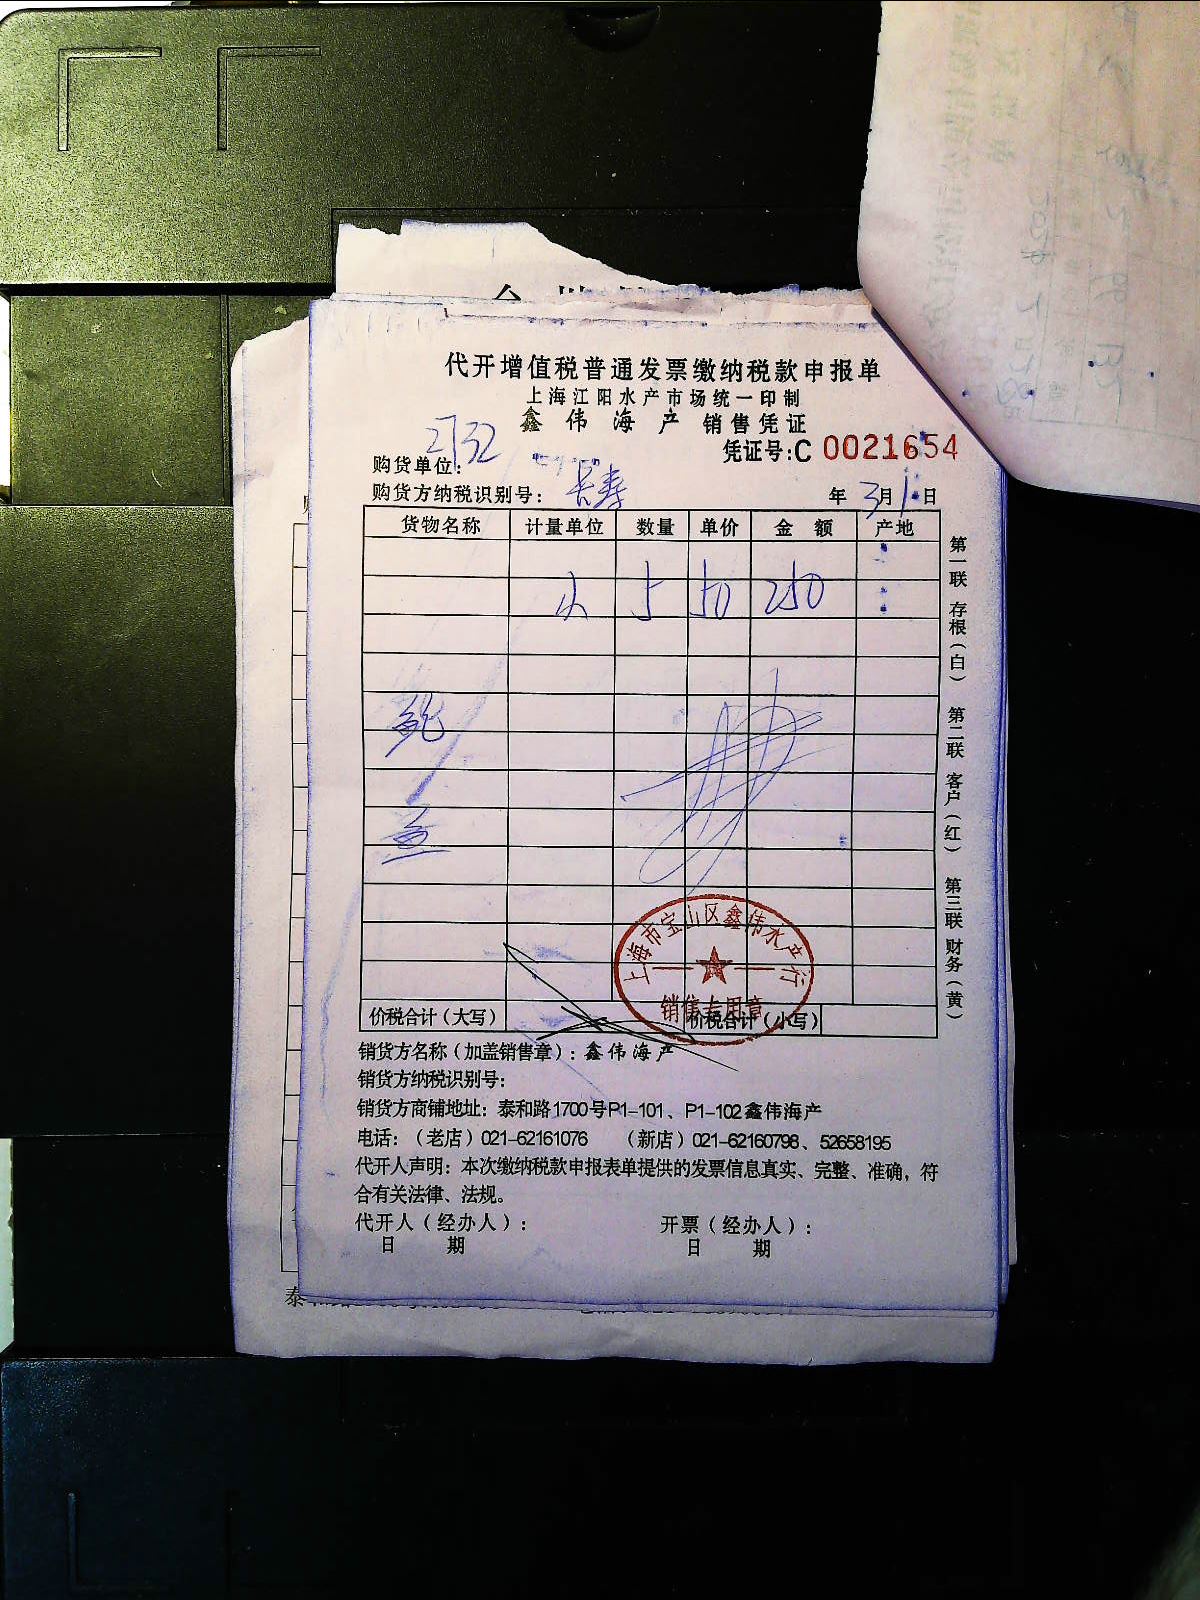 代开增值税普通发票缴纳税款申报单
上海江阳水产市场统一印制
鑫伟海产 销售凭证
凭证号:C 0021654
购货单位: 2732
购货方纳税识别号: 长寿 年 3月1日
货物名称 计量单位 数量 单价 金额 产地
5 50 250
鲍
鱼
价税合计（大写） 价税合计（小写）
上海市宝山区鑫伟水产行
销售专用章
销货方名称（加盖销售章）: 鑫伟海产
销货方纳税识别号:
销货方商铺地址: 泰和路1700号P1-101、P1-102鑫伟海产
电话:（老店）021-62161076 （新店）021-62160798、52658195
代开人声明: 本次缴纳税款申报表单提供的发票信息真实、完整、准确，符
合有关法律、法规。
代开人（经办人）: 开票（经办人）:
日 期 日 期
第一联 存根（白）
第二联 客户（红）
第三联 财务（黄）